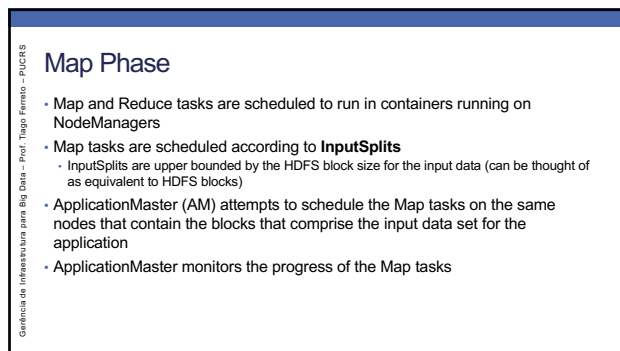 Gerência de Infraestrutura para Big Data – Prof. Tiago Ferreto – PUCRS
Map Phase
• Map and Reduce tasks are scheduled to run in containers running on
NodeManagers
• Map tasks are scheduled according to InputSplits
• InputSplits are upper bounded by the HDFS block size for the input data (can be thought of
as equivalent to HDFS blocks)
• ApplicationMaster (AM) attempts to schedule the Map tasks on the same
nodes that contain the blocks that comprise the input data set for the
application
• ApplicationMaster monitors the progress of the Map tasks